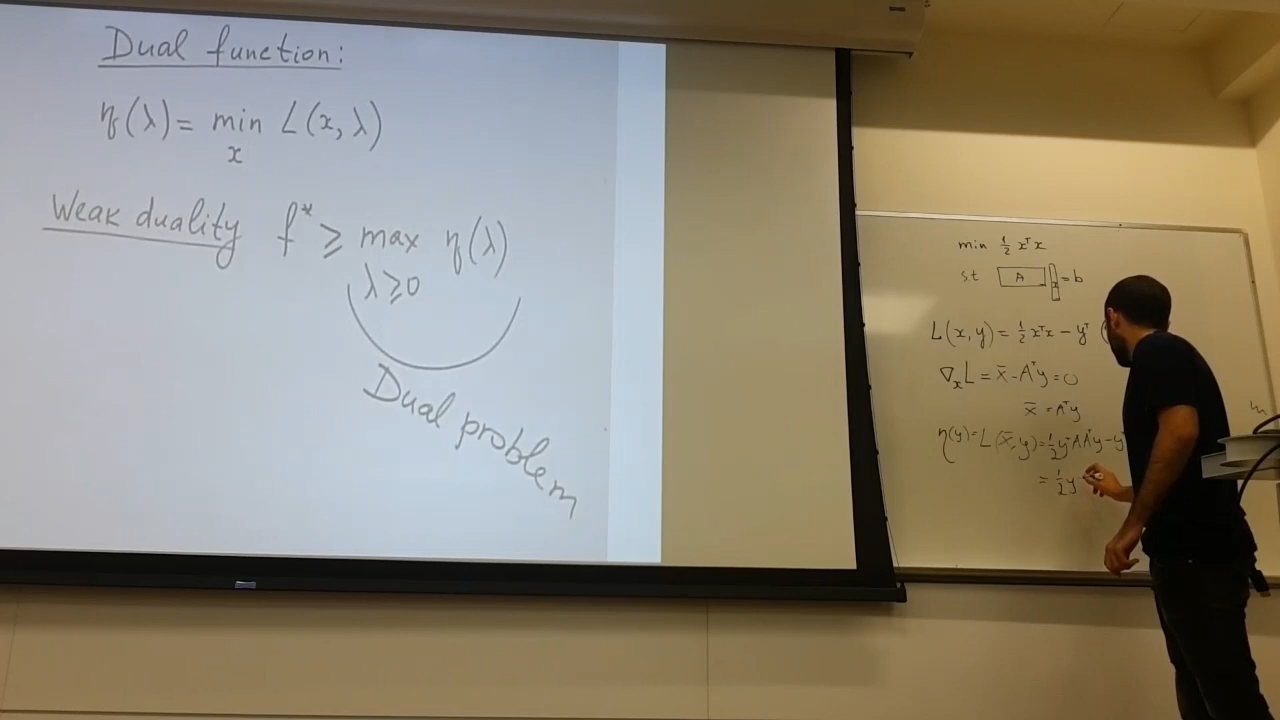 Dual function:
η(λ) = min L(x, λ)
x
Weak duality f* ≥ max η(λ)
λ ≥ 0
Dual problem
min ½ xᵀx
s.t A x = b
L(x, y) = ½ xᵀx - yᵀ (
∇ₓL = x̄ - Aᵀy = 0
x̄ = Aᵀy
η(y) = L(x̄, y) = ½ yᵀAAᵀy - yᵀ
= ½ y